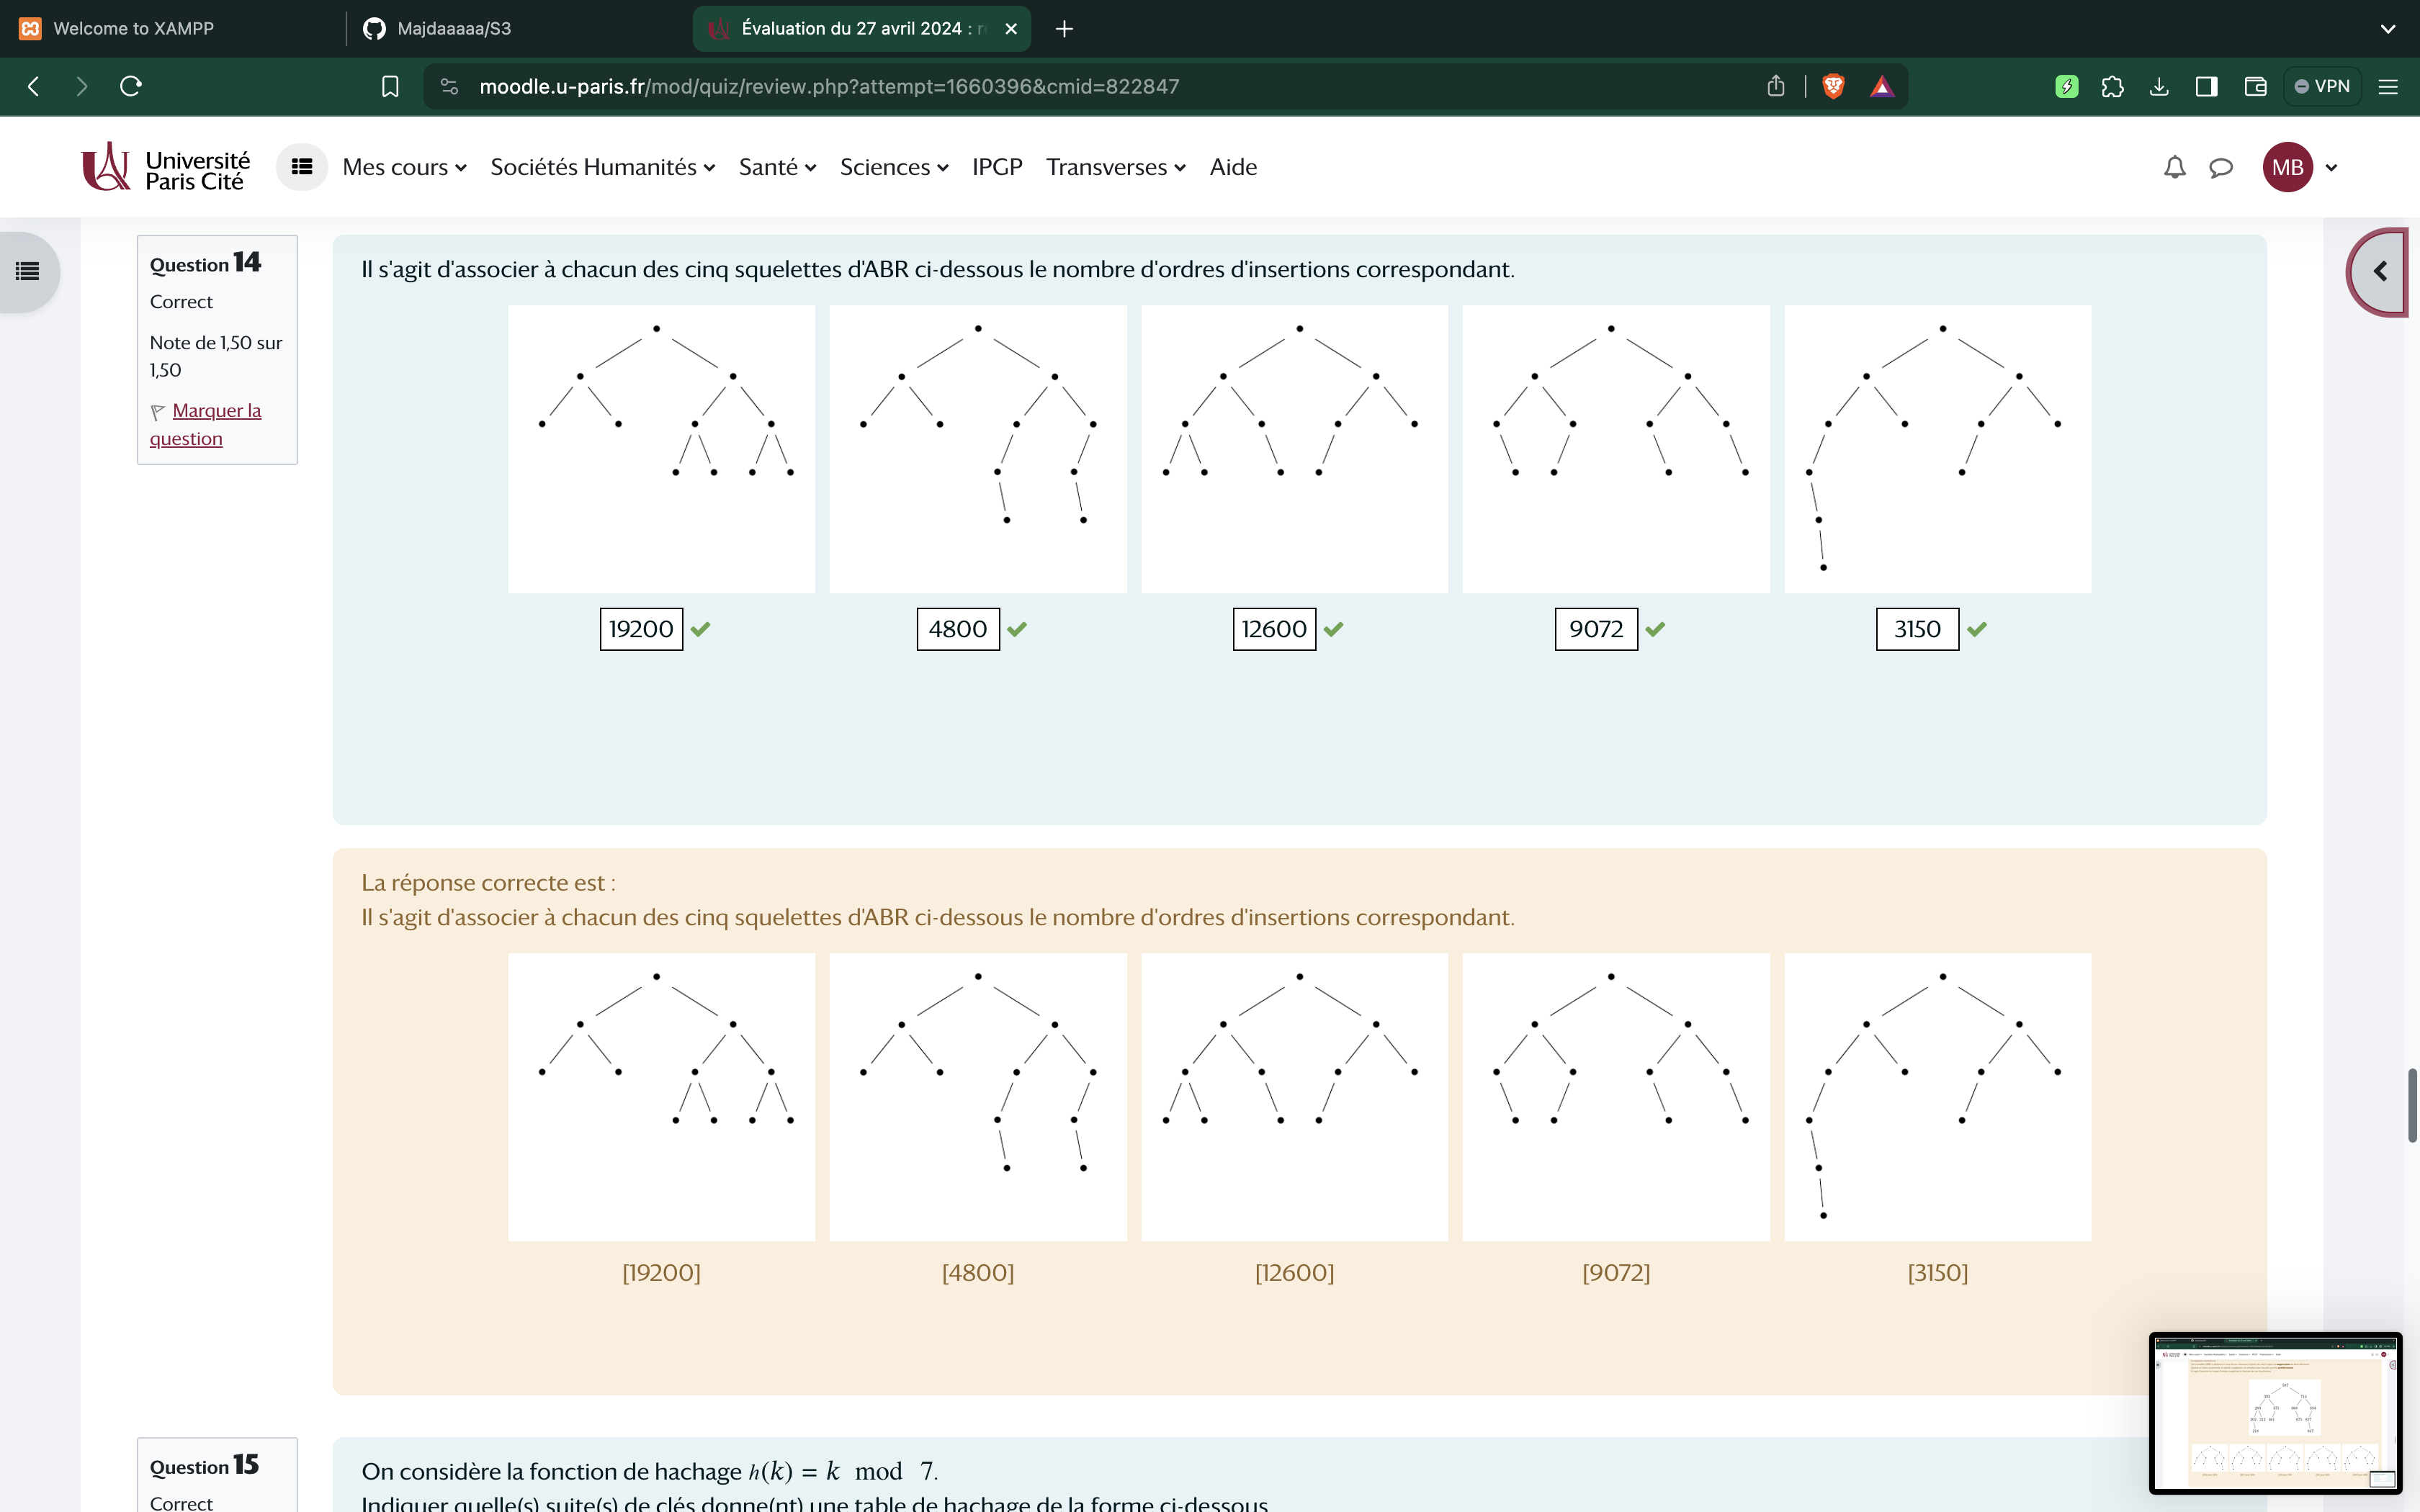 Welcome to XAMPP
Majdaaaaa/S3
Évaluation du 27 avril 2024 : r
moodle.u-paris.fr/mod/quiz/review.php?attempt=1660396&cmid=822847
VPN
Université
Paris Cité
Mes cours
Sociétés Humanités
Santé
Sciences
IPGP
Transverses
Aide
MB
Question 14
Correct
Note de 1,50 sur
1,50
Marquer la
question
Il s'agit d'associer à chacun des cinq squelettes d'ABR ci-dessous le nombre d'ordres d'insertions correspondant.
19200
4800
12600
9072
3150
La réponse correcte est :
Il s'agit d'associer à chacun des cinq squelettes d'ABR ci-dessous le nombre d'ordres d'insertions correspondant.
[19200]
[4800]
[12600]
[9072]
[3150]
Question 15
Correct
On considère la fonction de hachage h(k) = k mod 7.
Indiquer quelle(s) suite(s) de clés donne(nt) une table de hachage de la forme ci-dessous